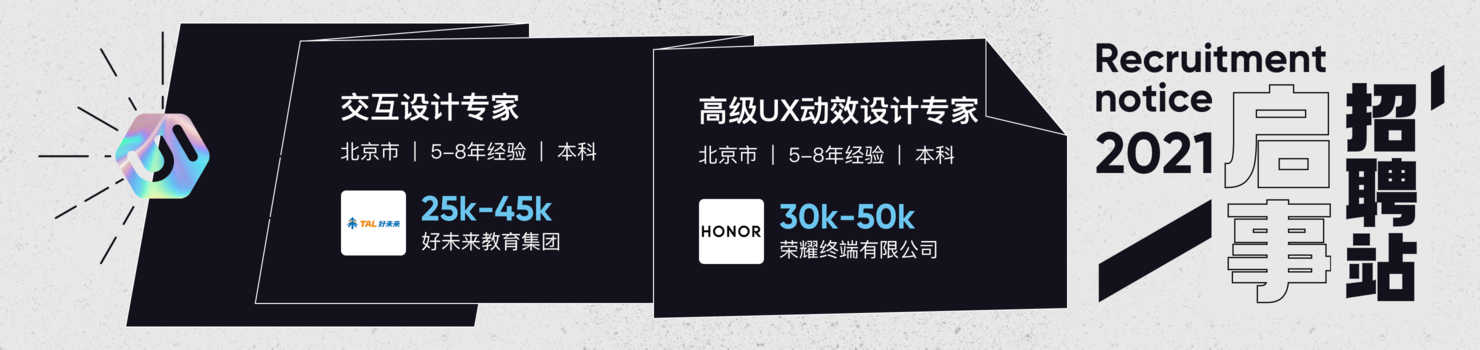 交互设计专家
北京市 | 5-8年经验 | 本科
TAL 好未来
25k-45k
好未来教育集团
高级UX动效设计专家
北京市 | 5-8年经验 | 本科
HONOR
30k-50k
荣耀终端有限公司
Recruitment
notice
2021
启事
招聘站